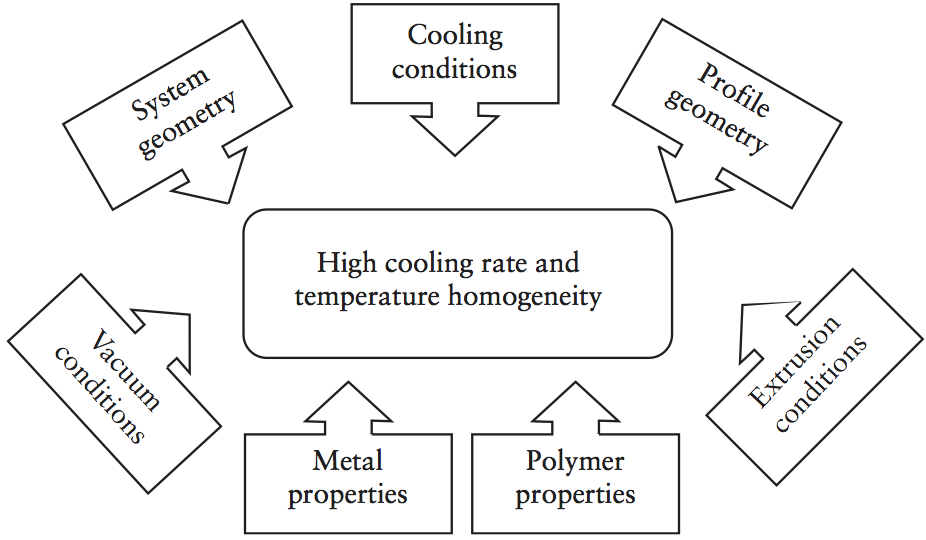 Cooling
conditions
System
geometry
Profile
geometry
High cooling rate and
temperature homogeneity
Vacuum
conditions
Extrusion
conditions
Metal
properties
Polymer
properties